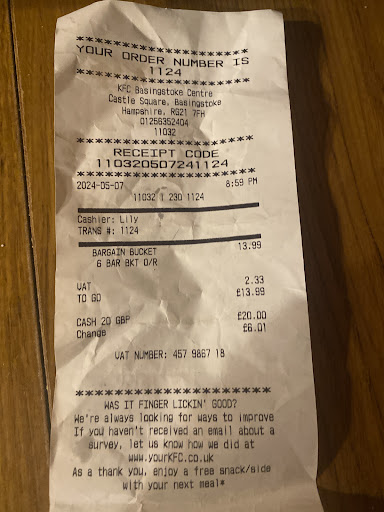 ************************
YOUR ORDER NUMBER IS
1124
************************
KFC Basingstoke Centre
Castle Square, Basingstoke
Hampshire, RG21 7FH
01256352404
11032
************************
RECEIPT CODE
110320507241124
************************
2024-05-07 8:59 PM
11032 1 230 1124
Cashier: Lily
TRANS #: 1124
BARGAIN BUCKET 13.99
6 BAR BKT O/R
VAT 2.33
TO GO £13.99
CASH 20 GBP £20.00
Change £6.01
VAT NUMBER: 457 9867 18
************************
WAS IT FINGER LICKIN' GOOD?
We're always looking for ways to improve
If you haven't received an email about a
survey, let us know how we did at
www.yourKFC.co.uk
As a thank you, enjoy a free snack/side
with your next meal*